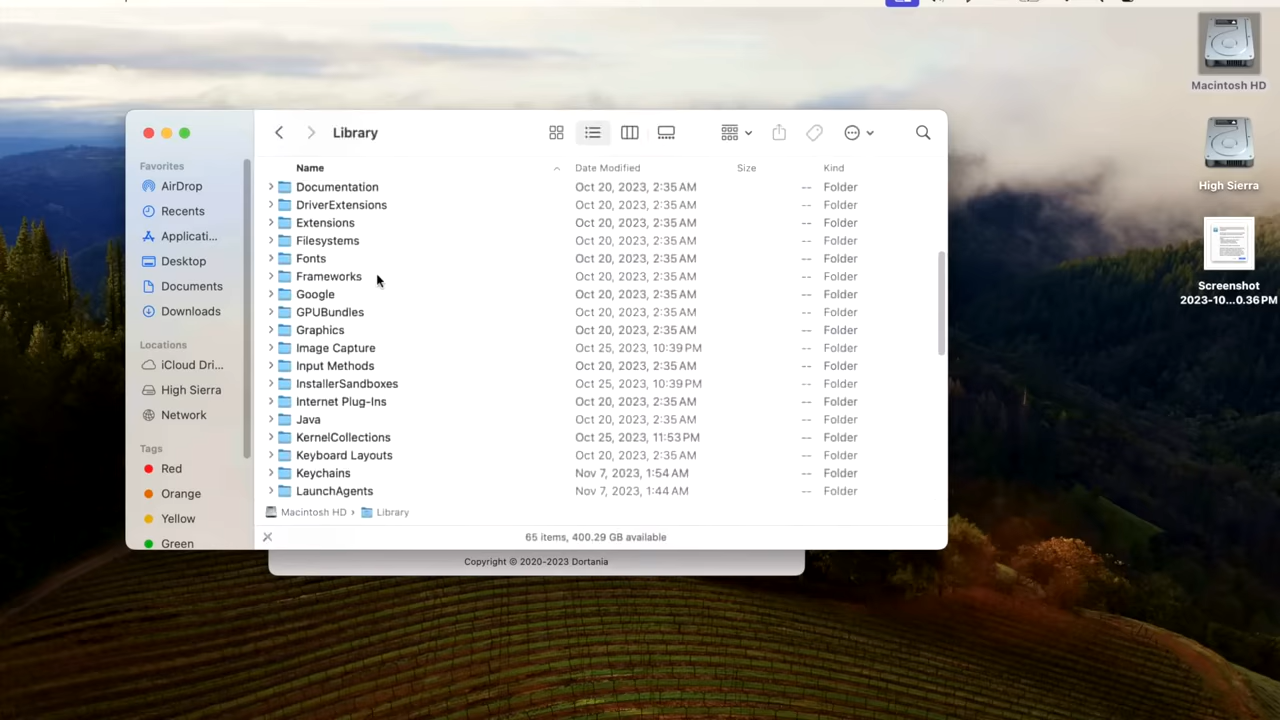 Macintosh HD
Library
Favorites
Name Date Modified Size Kind
AirDrop
Documentation Oct 20, 2023, 2:35 AM -- Folder
DriverExtensions Oct 20, 2023, 2:35 AM -- Folder
Recents
Extensions Oct 20, 2023, 2:35 AM -- Folder
High Sierra
Applicati...
Filesystems Oct 20, 2023, 2:35 AM -- Folder
Desktop
Fonts Oct 20, 2023, 2:35 AM -- Folder
Documents
Frameworks Oct 20, 2023, 2:35 AM -- Folder
Screenshot
2023-10...0.36 PM
Google Oct 20, 2023, 2:35 AM -- Folder
Downloads
GPUBundles Oct 20, 2023, 2:35 AM -- Folder
Graphics Oct 20, 2023, 2:35 AM -- Folder
Locations
Image Capture Oct 25, 2023, 10:39 PM -- Folder
iCloud Dri...
Input Methods Oct 20, 2023, 2:35 AM -- Folder
InstallerSandboxes Oct 25, 2023, 10:39 PM -- Folder
High Sierra
Internet Plug-Ins Oct 20, 2023, 2:35 AM -- Folder
Network
Java Oct 20, 2023, 2:35 AM -- Folder
KernelCollections Oct 25, 2023, 11:53 PM -- Folder
Tags
Keyboard Layouts Oct 20, 2023, 2:35 AM -- Folder
Red
Keychains Nov 7, 2023, 1:54 AM -- Folder
Orange
LaunchAgents Nov 7, 2023, 1:44 AM -- Folder
Yellow
Macintosh HD › Library
Green
65 items, 400.29 GB available
Copyright © 2020-2023 Dortania